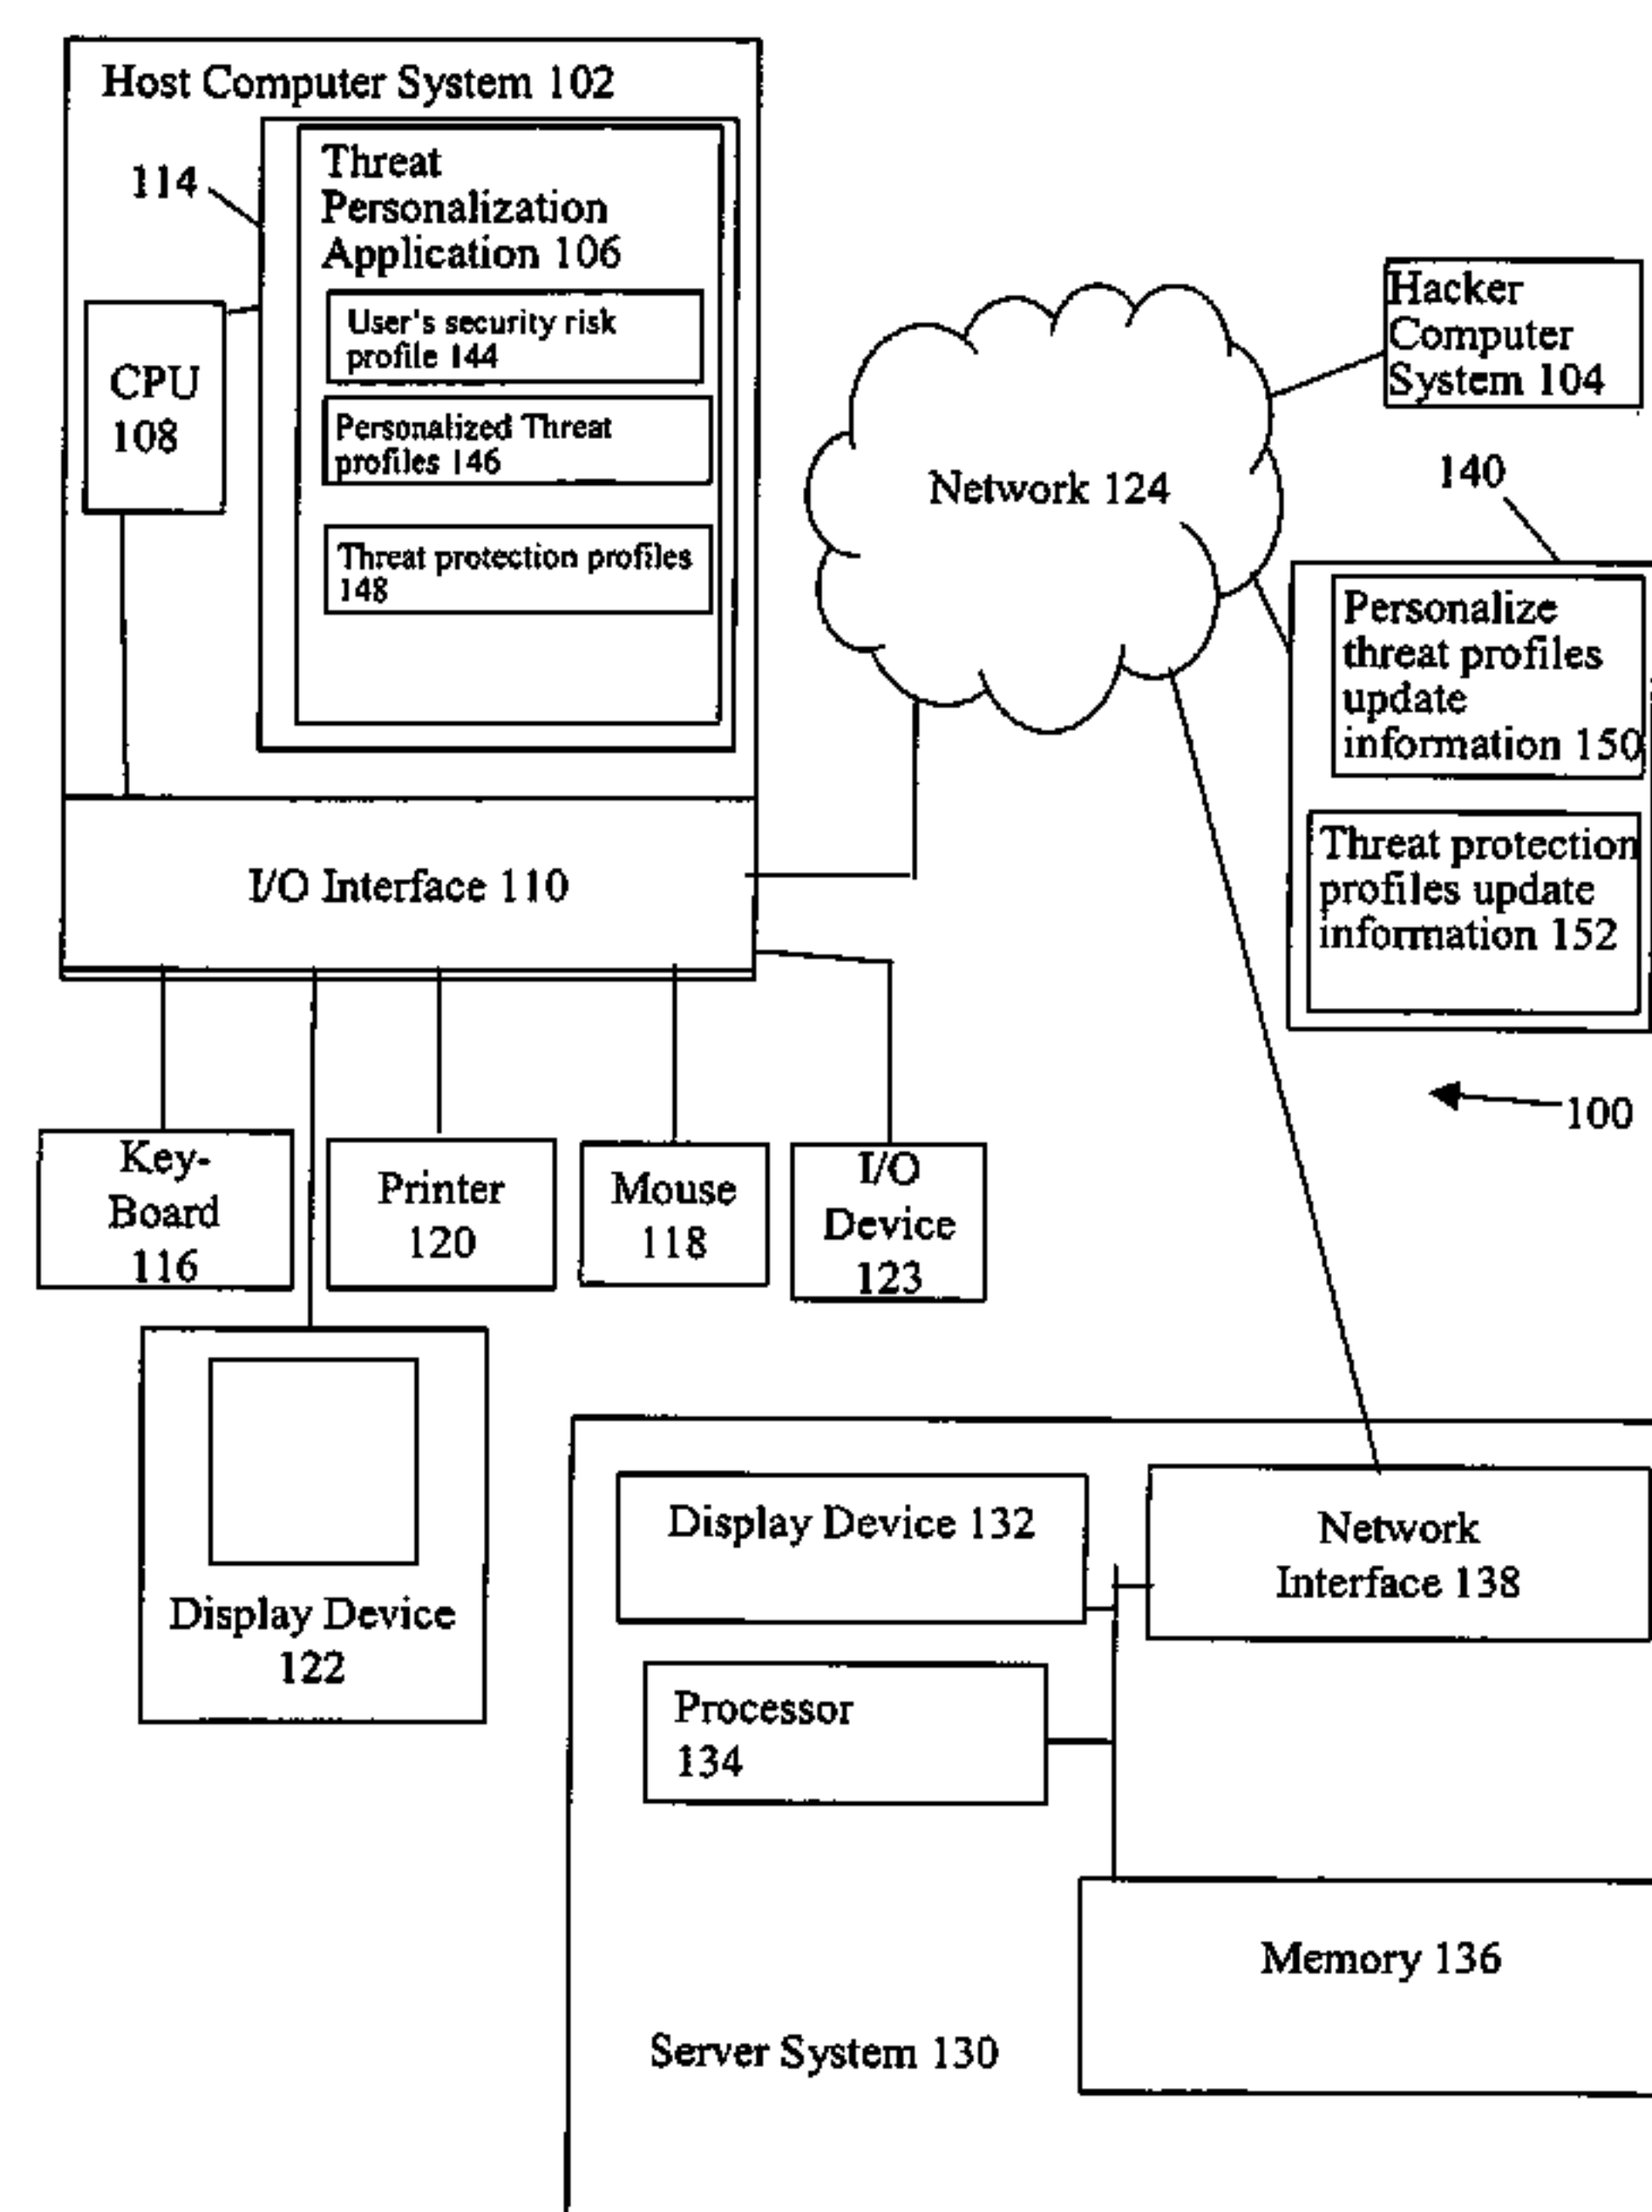 Host Computer System 102
114
Threat
Personalization
Application 106
User's security risk
profile 144
CPU
108
Personalized Threat
profiles 146
Threat protection profiles
148
I/O Interface 110
Network 124
Hacker
Computer
System 104
140
Personalize
threat profiles
update
information 150
Threat protection
profiles update
information 152
100
Key-
Board
116
Printer
120
Mouse
118
I/O
Device
123
Display Device
122
Display Device 132
Network
Interface 138
Processor
134
Memory 136
Server System 130